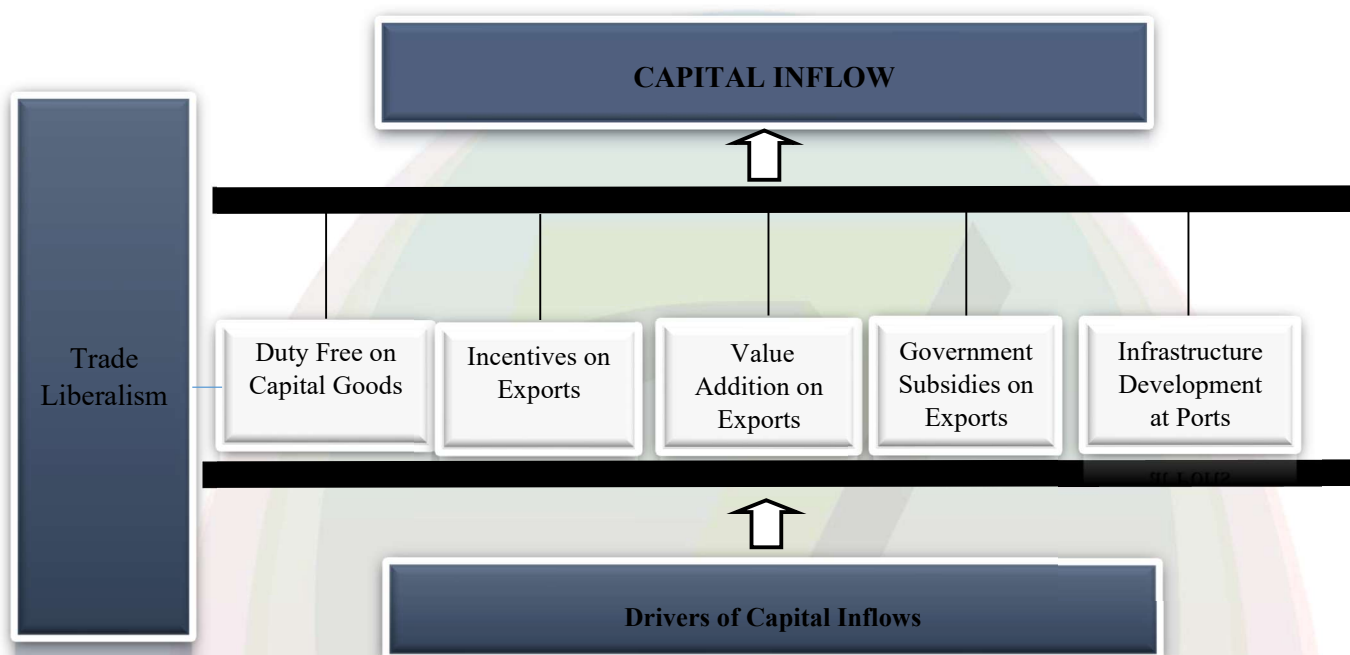 CAPITAL INFLOW
Trade
Liberalism
Duty Free on
Capital Goods
Incentives on
Exports
Value
Addition on
Exports
Government
Subsidies on
Exports
Infrastructure
Development
at Ports
Drivers of Capital Inflows